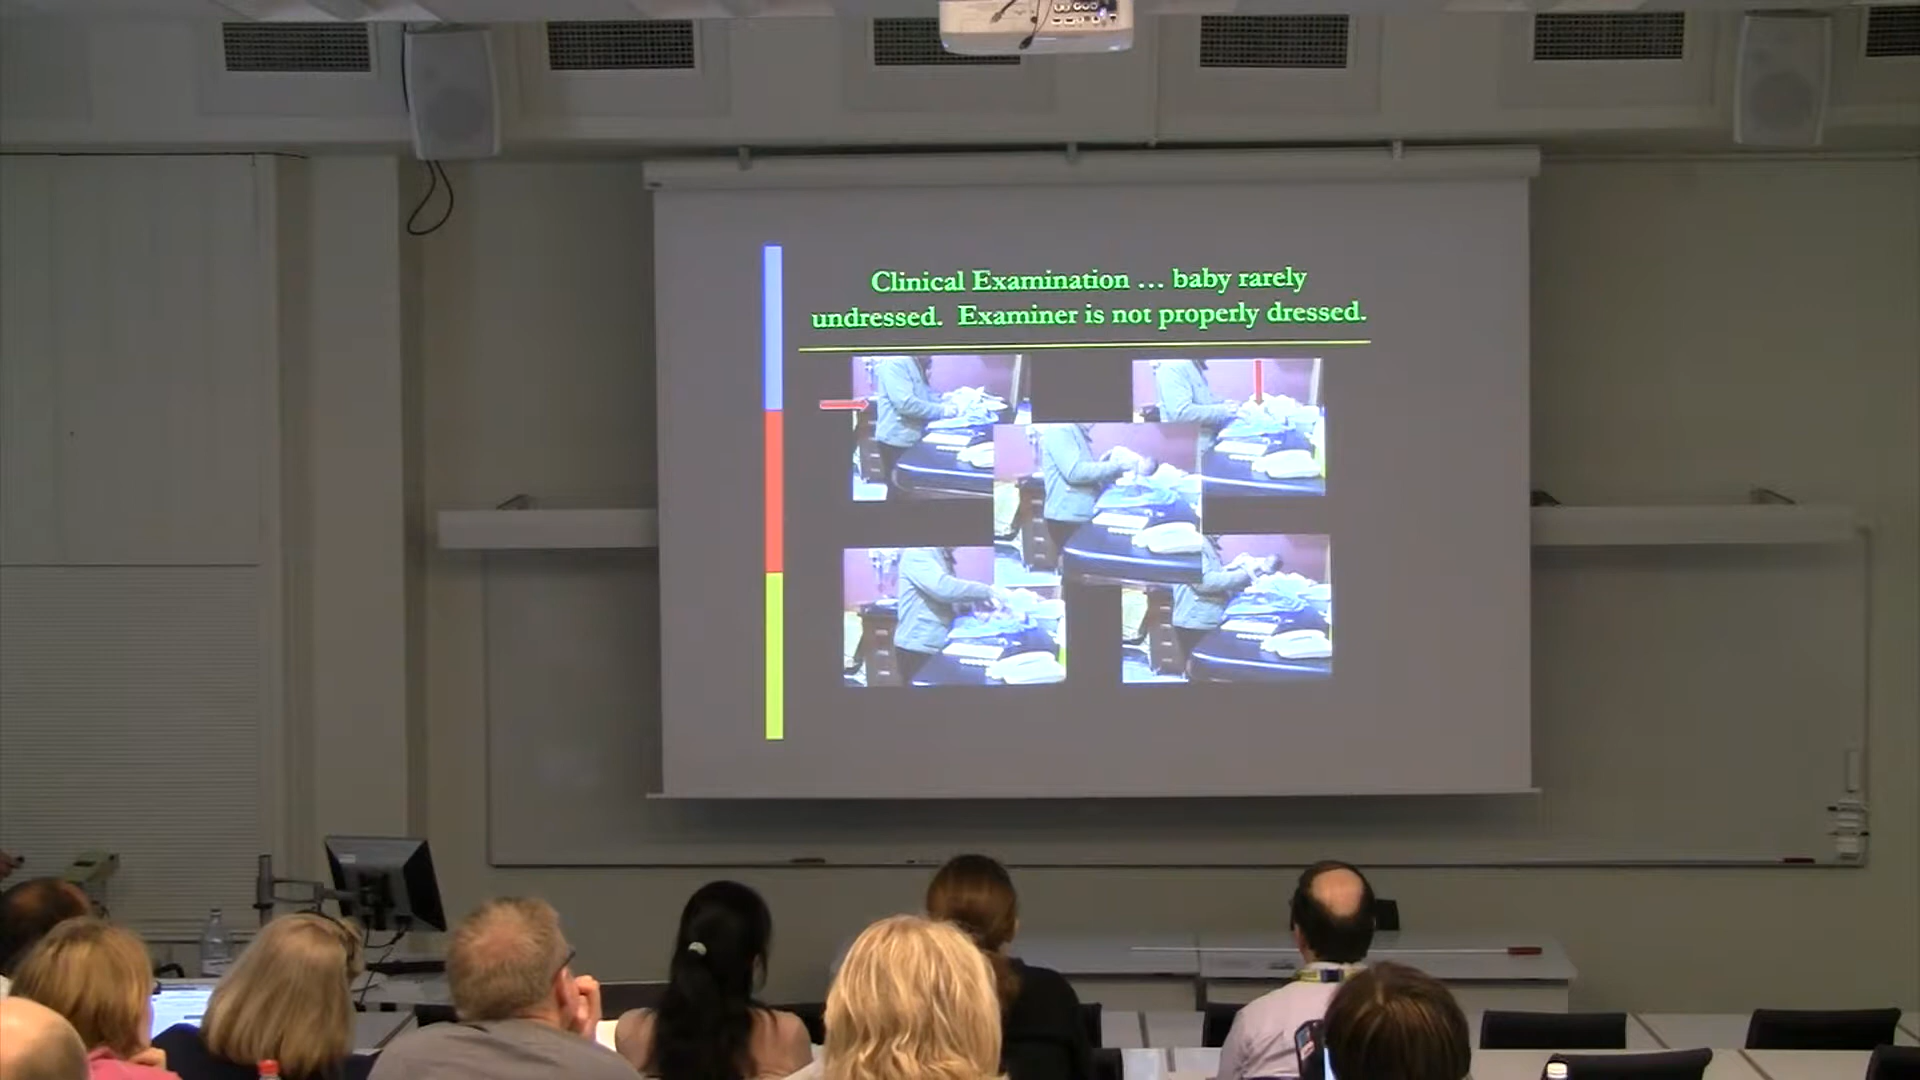 Clinical Examination … baby rarely
undressed.  Examiner is not properly dressed.